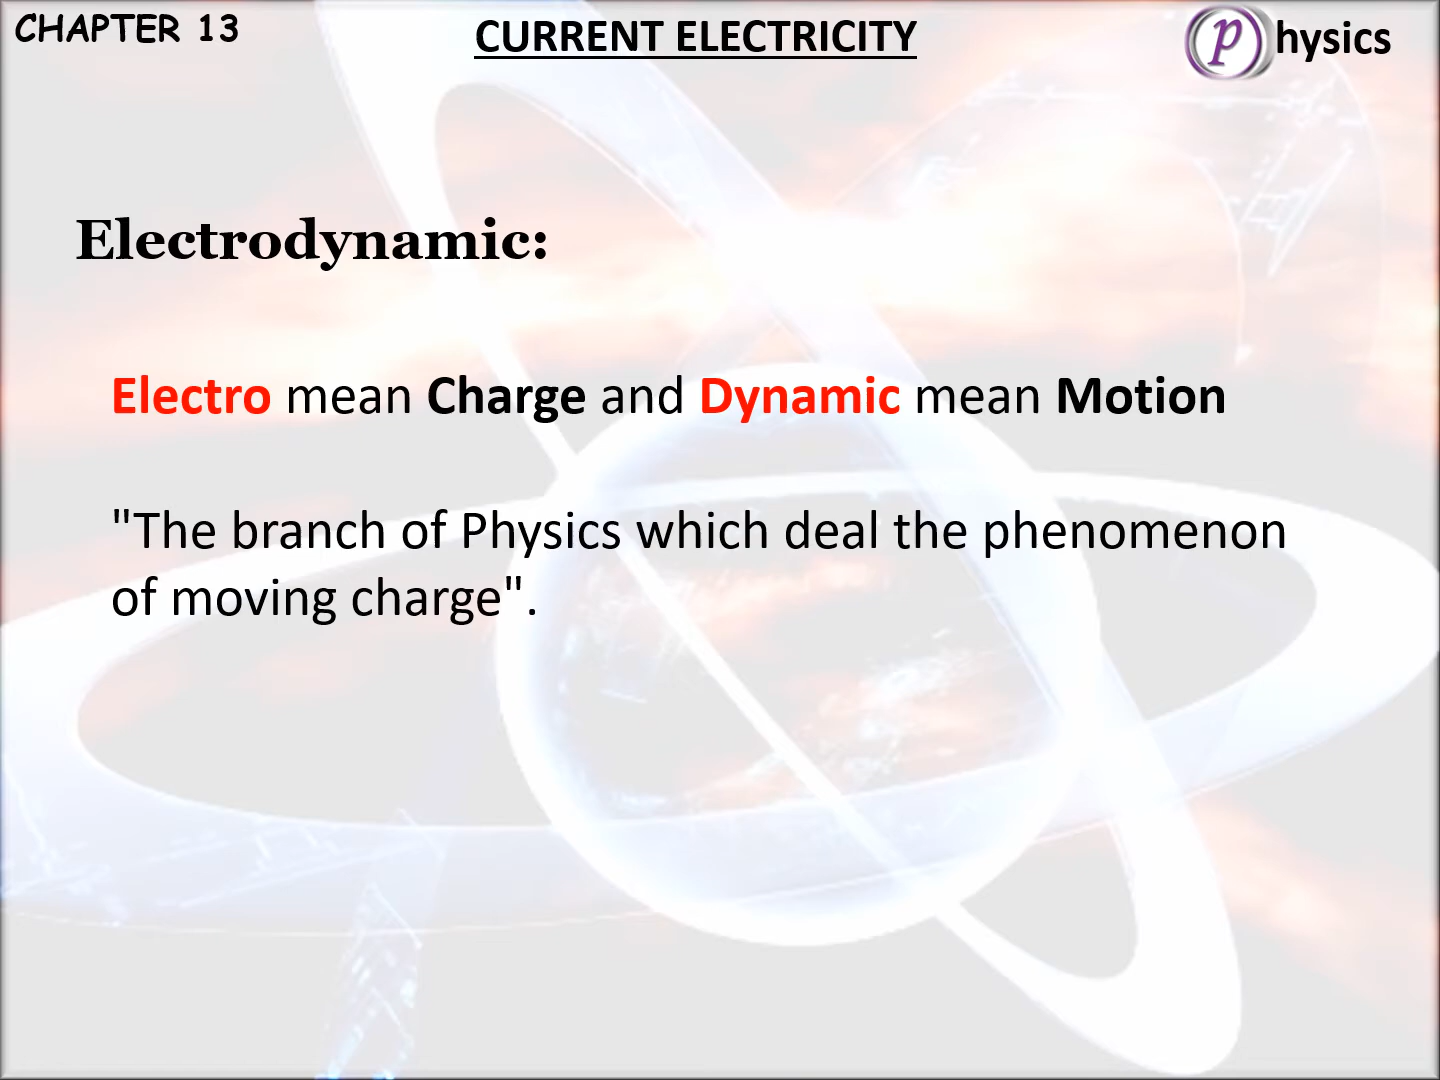 CHAPTER 13
CURRENT ELECTRICITY
Physics
Electrodynamic:
Electro mean Charge and Dynamic mean Motion
"The branch of Physics which deal the phenomenon
of moving charge".